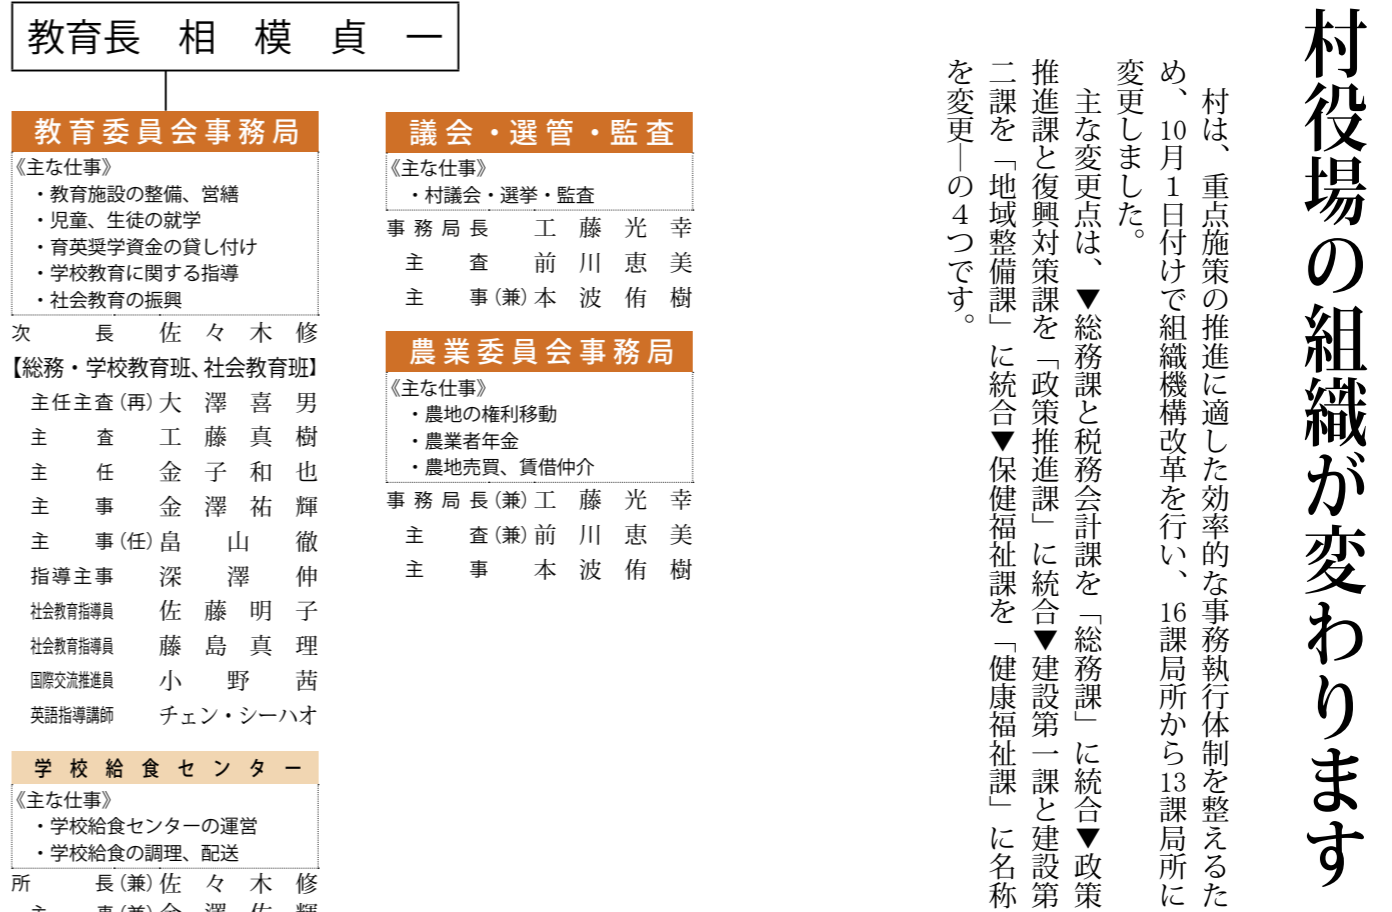 村役場の組織が変わります
村は、重点施策の推進に適した効率的な事務執行体制を整えるた
め、10月1日付けで組織機構改革を行い、16課局所から13課局所に
変更しました。
主な変更点は、▼総務課と税務会計課を「総務課」に統合▼政策
推進課と復興対策課を「政策推進課」に統合▼建設第一課と建設第
二課を「地域整備課」に統合▼保健福祉課を「健康福祉課」に名称
を変更―の4つです。
教育長 相模貞一
教育委員会事務局
《主な仕事》
・教育施設の整備、営繕
・児童、生徒の就学
・育英奨学資金の貸し付け
・学校教育に関する指導
・社会教育の振興
次長 佐々木修
【総務・学校教育班、社会教育班】
主任主査(再) 大澤喜男
主査 工藤真樹
主任 金子和也
主事 金澤祐輝
主事(任) 畠山徹
指導主事 深澤伸
社会教育指導員 佐藤明子
社会教育指導員 藤島真理
国際交流推進員 小野茜
英語指導講師 チェン・シーハオ
学校給食センター
《主な仕事》
・学校給食センターの運営
・学校給食の調理、配送
所長(兼) 佐々木修
主事(兼) 金澤佑輝
議会・選管・監査
《主な仕事》
・村議会・選挙・監査
事務局長 工藤光幸
主査 前川恵美
主事(兼) 本波侑樹
農業委員会事務局
《主な仕事》
・農地の権利移動
・農業者年金
・農地売買、賃借仲介
事務局長(兼) 工藤光幸
主査(兼) 前川恵美
主事 本波侑樹